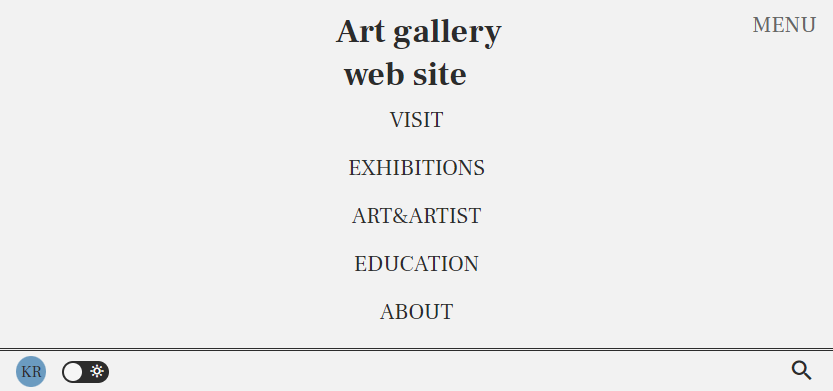 Art gallery
web site
MENU
VISIT
EXHIBITIONS
ART&ARTIST
EDUCATION
ABOUT
KR